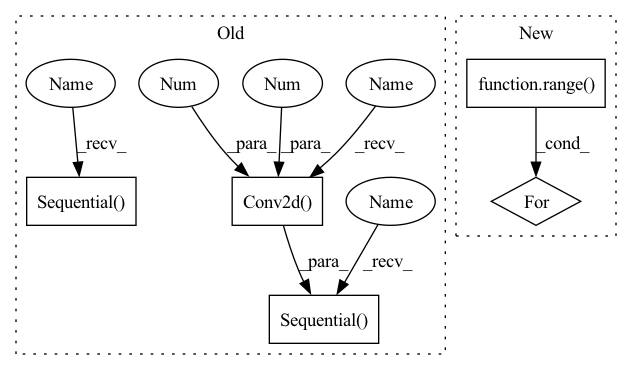 Old
New
Name
Num
Num
Name
function.range()
_recv_
_para_
_para_
_recv_
_cond_
Sequential()
Conv2d()
Name
For
_para_
_recv_
Sequential()